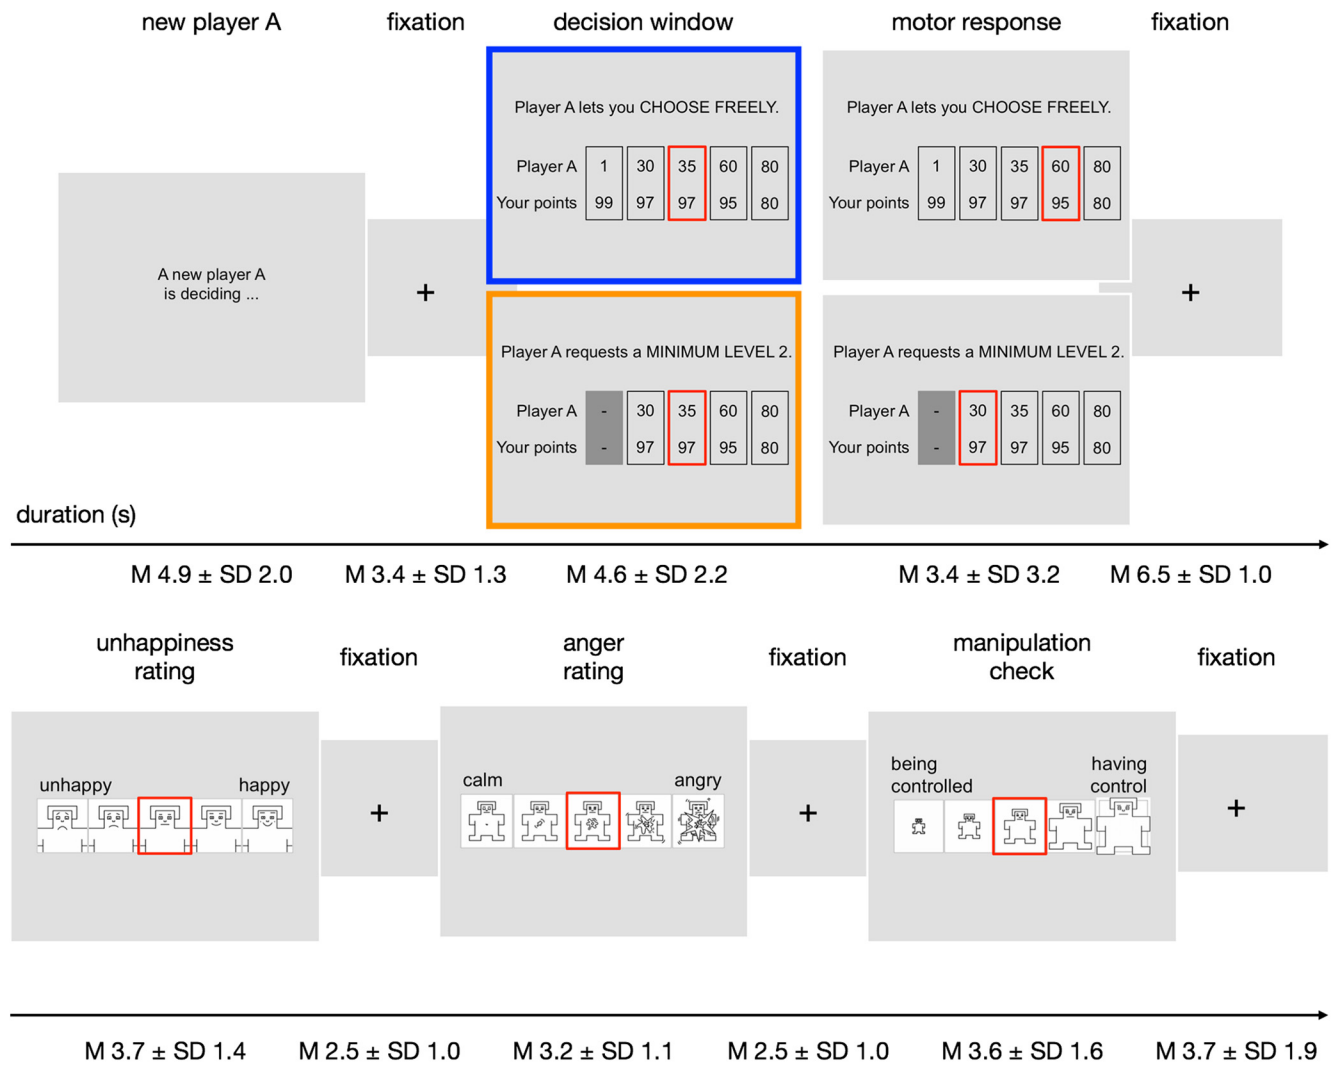 new player A
fixation
decision window
motor response
fixation
A new player A
is deciding ...
+
Player A lets you CHOOSE FREELY.
Player A 1 30 35 60 80
Your points 99 97 97 95 80
Player A requests a MINIMUM LEVEL 2.
Player A - 30 35 60 80
Your points - 97 97 95 80
Player A lets you CHOOSE FREELY.
Player A 1 30 35 60 80
Your points 99 97 97 95 80
Player A requests a MINIMUM LEVEL 2.
Player A - 30 35 60 80
Your points - 97 97 95 80
+
duration (s)
M 4.9 ± SD 2.0
M 3.4 ± SD 1.3
M 4.6 ± SD 2.2
M 3.4 ± SD 3.2
M 6.5 ± SD 1.0
unhappiness
rating
fixation
anger
rating
fixation
manipulation
check
fixation
unhappy
happy
+
calm
angry
+
being
controlled
having
control
+
M 3.7 ± SD 1.4
M 2.5 ± SD 1.0
M 3.2 ± SD 1.1
M 2.5 ± SD 1.0
M 3.6 ± SD 1.6
M 3.7 ± SD 1.9